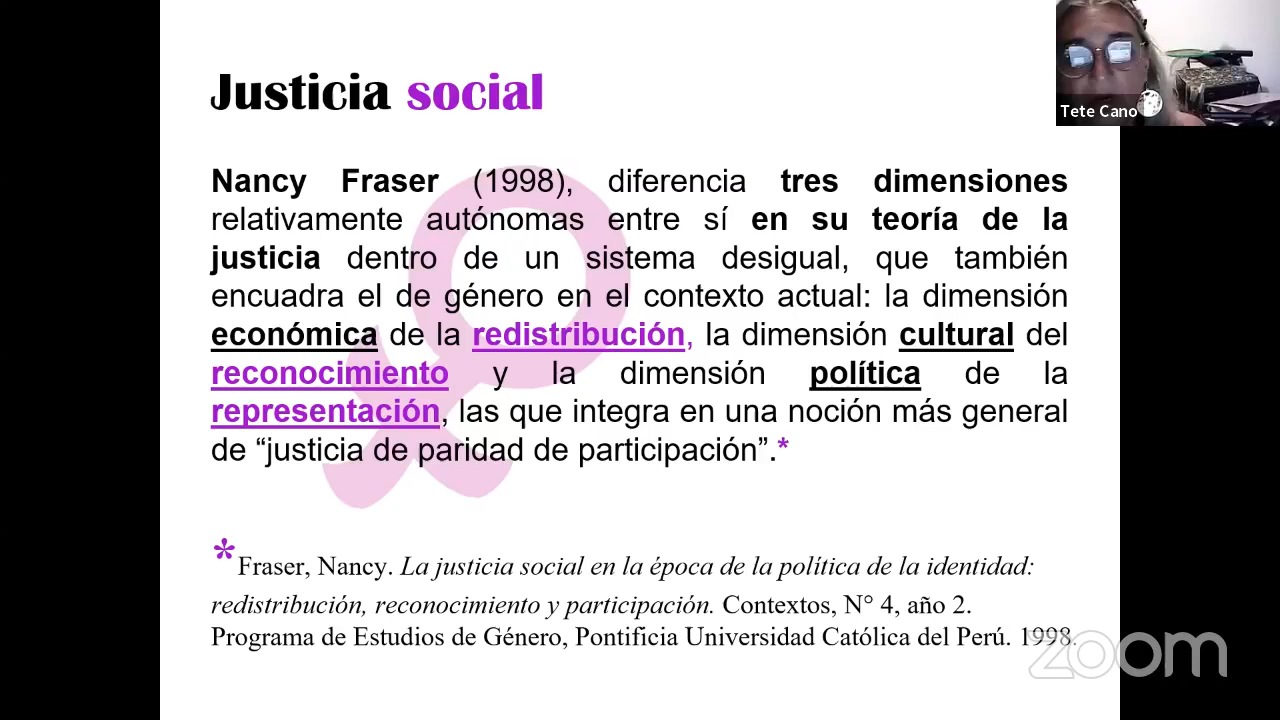 Justicia social
Tete Cano
Nancy Fraser (1998), diferencia tres dimensiones
relativamente autónomas entre sí en su teoría de la
justicia dentro de un sistema desigual, que también
encuadra el de género en el contexto actual: la dimensión
económica de la redistribución, la dimensión cultural del
reconocimiento y la dimensión política de la
representación, las que integra en una noción más general
de “justicia de paridad de participación”.*
*Fraser, Nancy. La justicia social en la época de la política de la identidad:
redistribución, reconocimiento y participación. Contextos, N° 4, año 2.
Programa de Estudios de Género, Pontificia Universidad Católica del Perú. 1998.
zoom